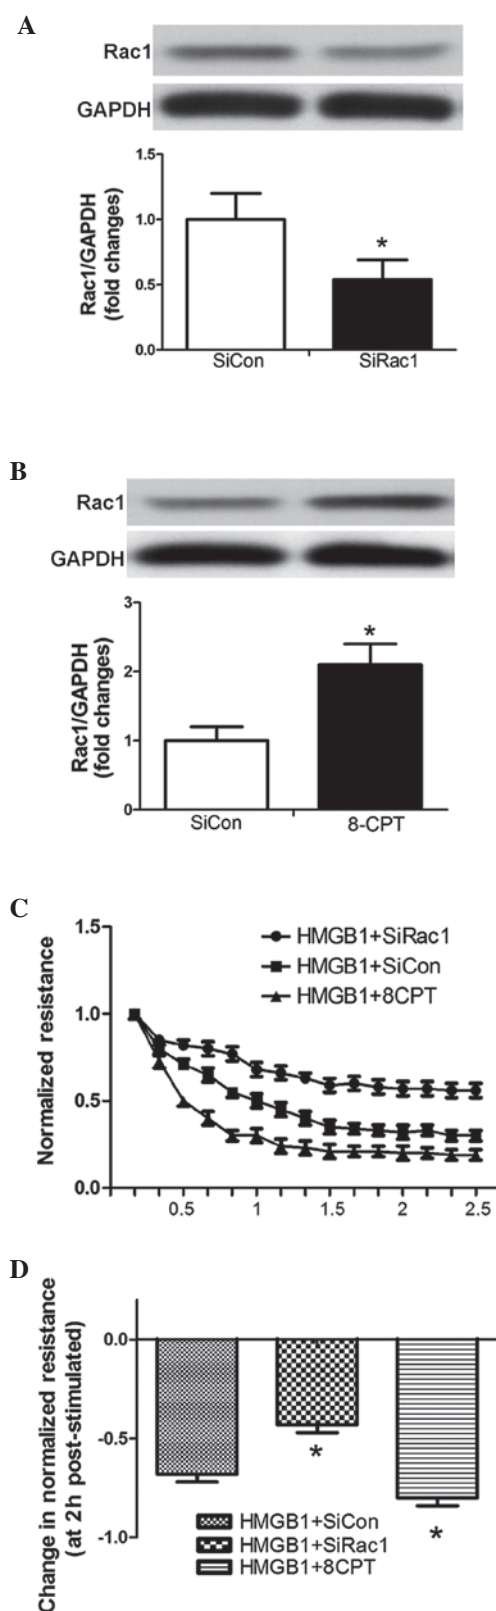 A
Rac1
GAPDH
Rac1/GAPDH
(fold changes)
1.5
1.0
0.5
0.0
*
SiCon
SiRac1
B
Rac1
GAPDH
Rac1/GAPDH
(fold changes)
3
2
1
0
*
SiCon
8-CPT
C
Normalized resistance
1.5
1.0
0.5
0.0
HMGB1+SiRac1
HMGB1+SiCon
HMGB1+8CPT
0.5
1
1.5
2
2.5
D
Change in normalized resistance
(at 2h post-stimulated)
0.0
-0.5
-1.0
*
*
HMGB1+SiCon
HMGB1+SiRac1
HMGB1+8CPT